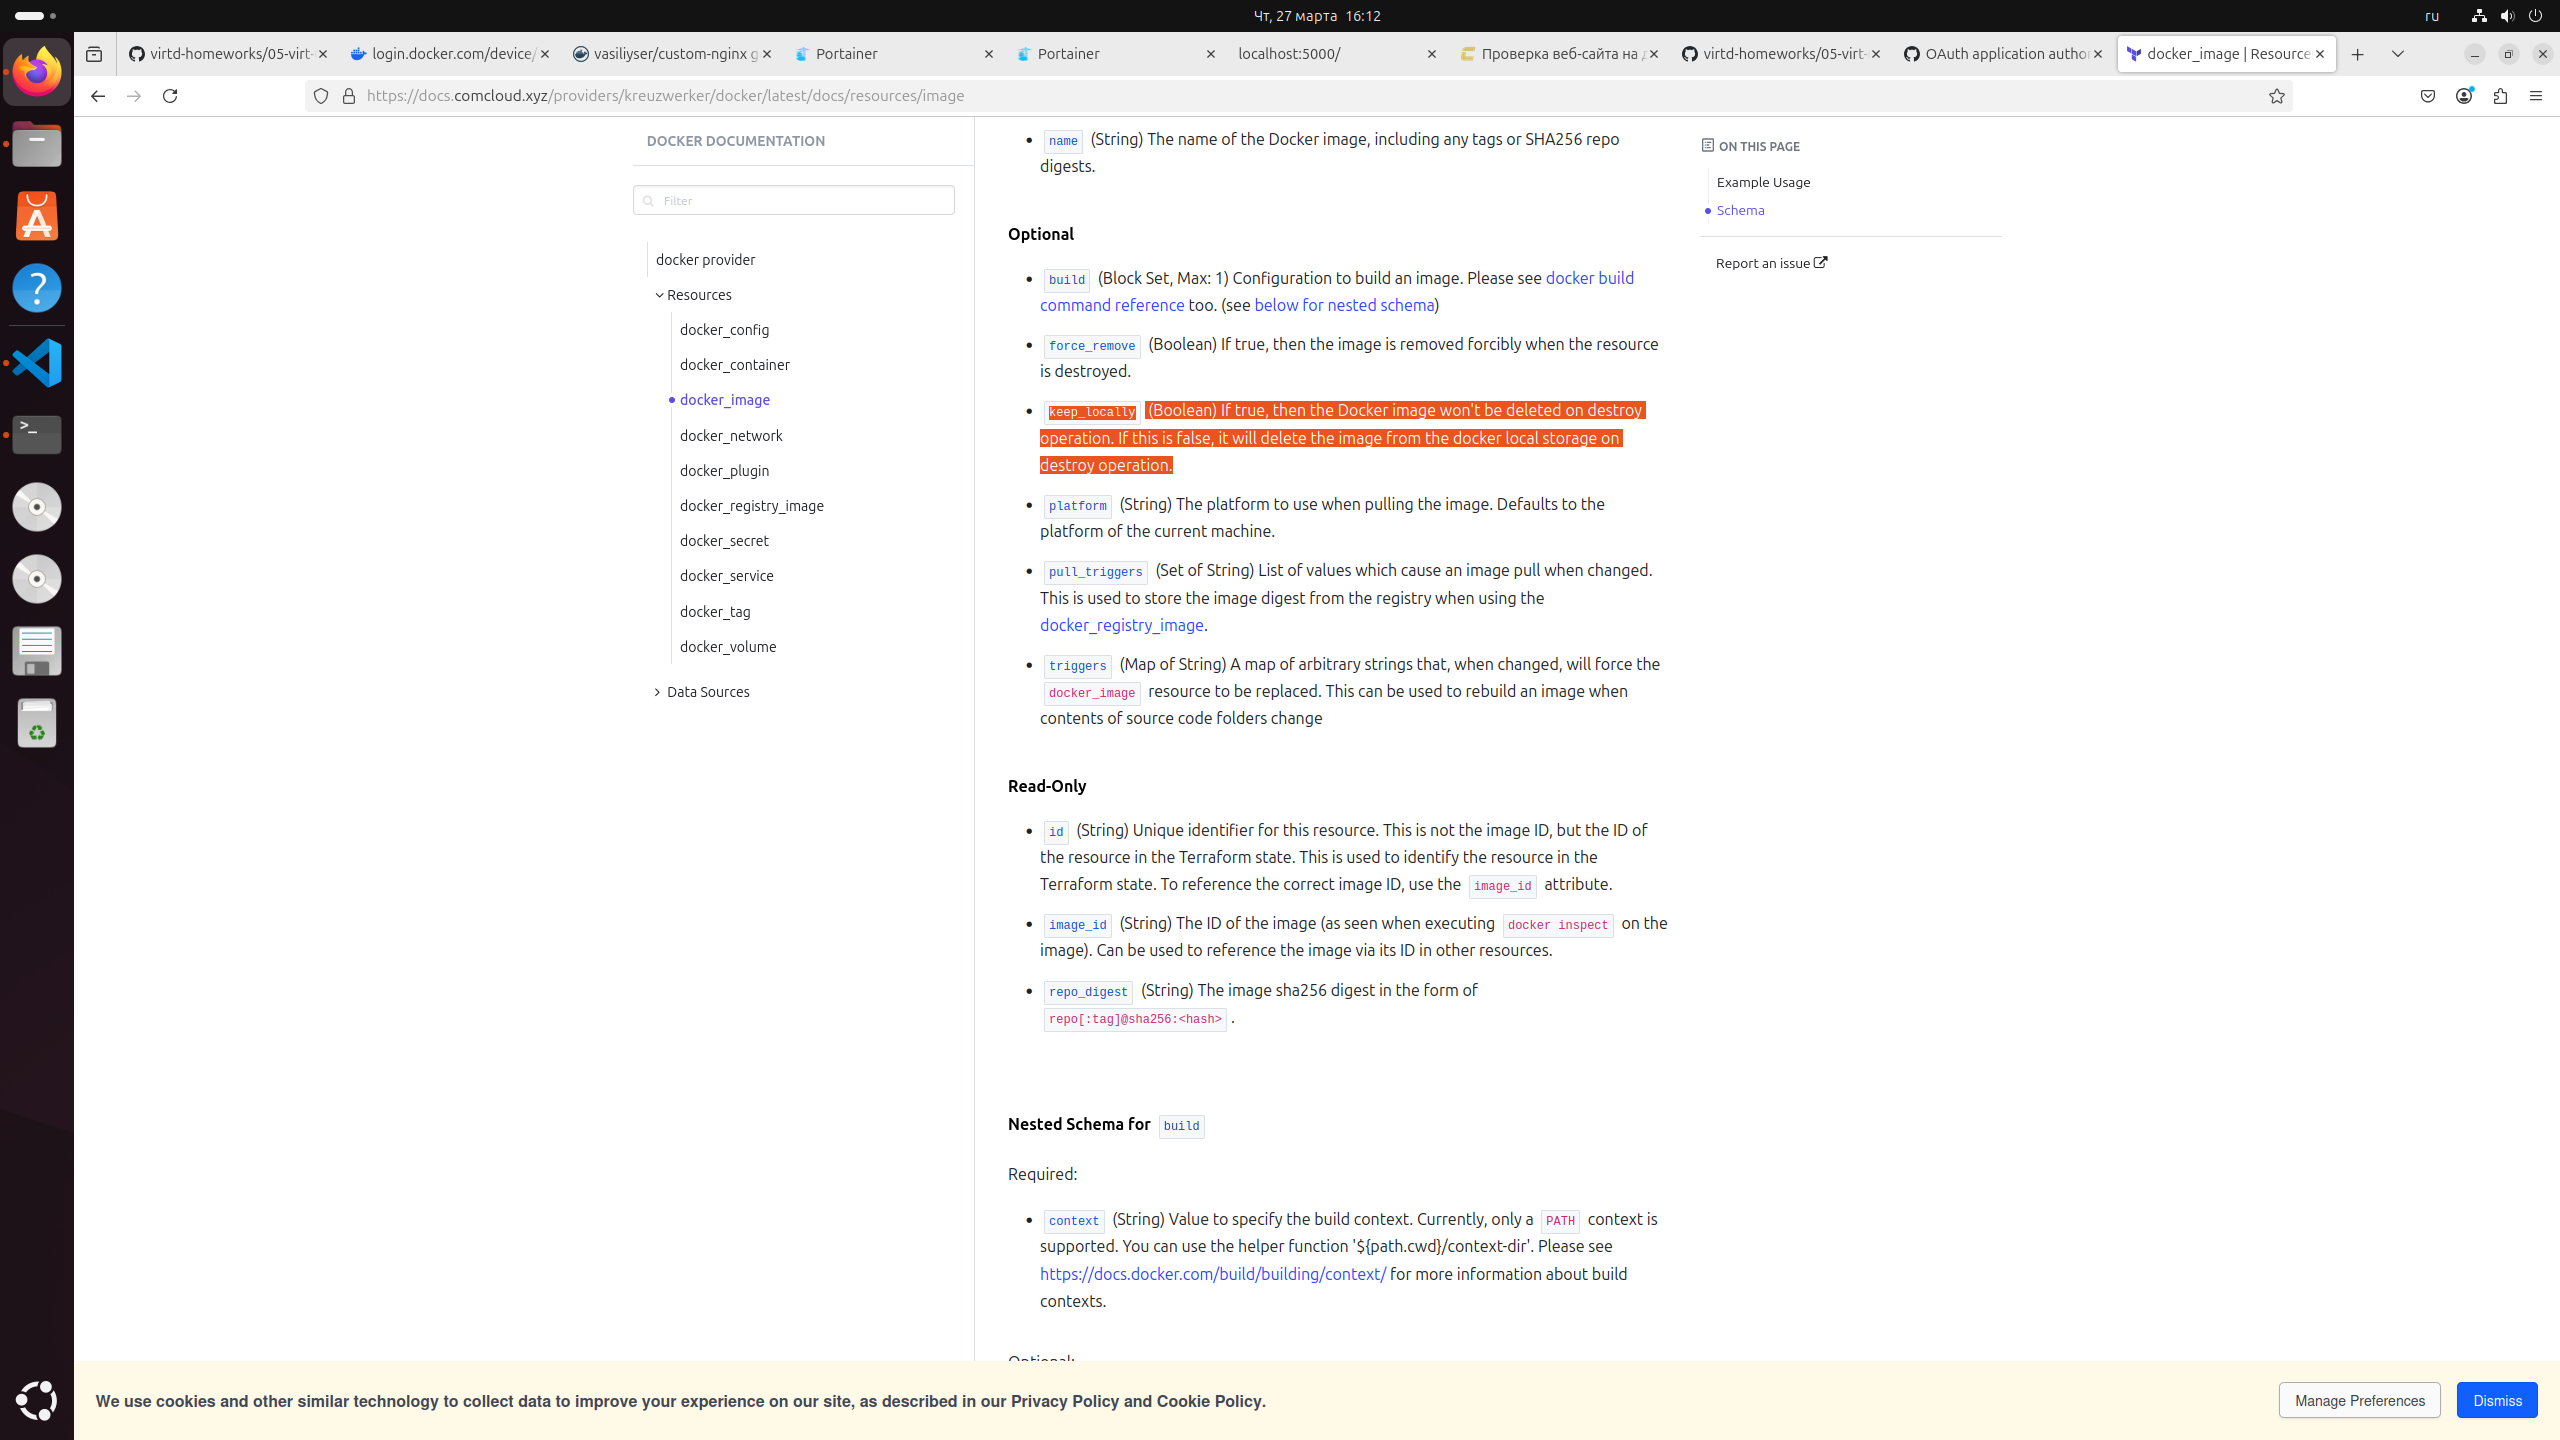 Чт, 27 марта 16:12
ru
virtd-homeworks/05-virt-
login.docker.com/device/
vasiliyser/custom-nginx g
Portainer
Portainer
localhost:5000/
Проверка веб-сайта на д
virtd-homeworks/05-virt-
OAuth application author
docker_image | Resource
https://docs.comcloud.xyz/providers/kreuzwerker/docker/latest/docs/resources/image
DOCKER DOCUMENTATION
Filter
docker provider
Resources
docker_config
docker_container
docker_image
docker_network
docker_plugin
docker_registry_image
docker_secret
docker_service
docker_tag
docker_volume
Data Sources
name (String) The name of the Docker image, including any tags or SHA256 repo
digests.
Optional
build (Block Set, Max: 1) Configuration to build an image. Please see docker build
command reference too. (see below for nested schema)
force_remove (Boolean) If true, then the image is removed forcibly when the resource
is destroyed.
keep_locally (Boolean) If true, then the Docker image won't be deleted on destroy
operation. If this is false, it will delete the image from the docker local storage on
destroy operation.
platform (String) The platform to use when pulling the image. Defaults to the
platform of the current machine.
pull_triggers (Set of String) List of values which cause an image pull when changed.
This is used to store the image digest from the registry when using the
docker_registry_image.
triggers (Map of String) A map of arbitrary strings that, when changed, will force the
docker_image resource to be replaced. This can be used to rebuild an image when
contents of source code folders change
Read-Only
id (String) Unique identifier for this resource. This is not the image ID, but the ID of
the resource in the Terraform state. This is used to identify the resource in the
Terraform state. To reference the correct image ID, use the image_id attribute.
image_id (String) The ID of the image (as seen when executing docker inspect on the
image). Can be used to reference the image via its ID in other resources.
repo_digest (String) The image sha256 digest in the form of
repo[:tag]@sha256:<hash> .
Nested Schema for build
Required:
context (String) Value to specify the build context. Currently, only a PATH context is
supported. You can use the helper function '${path.cwd}/context-dir'. Please see
https://docs.docker.com/build/building/context/ for more information about build
contexts.
Optional:
ON THIS PAGE
Example Usage
Schema
Report an issue
We use cookies and other similar technology to collect data to improve your experience on our site, as described in our Privacy Policy and Cookie Policy.
Manage Preferences
Dismiss